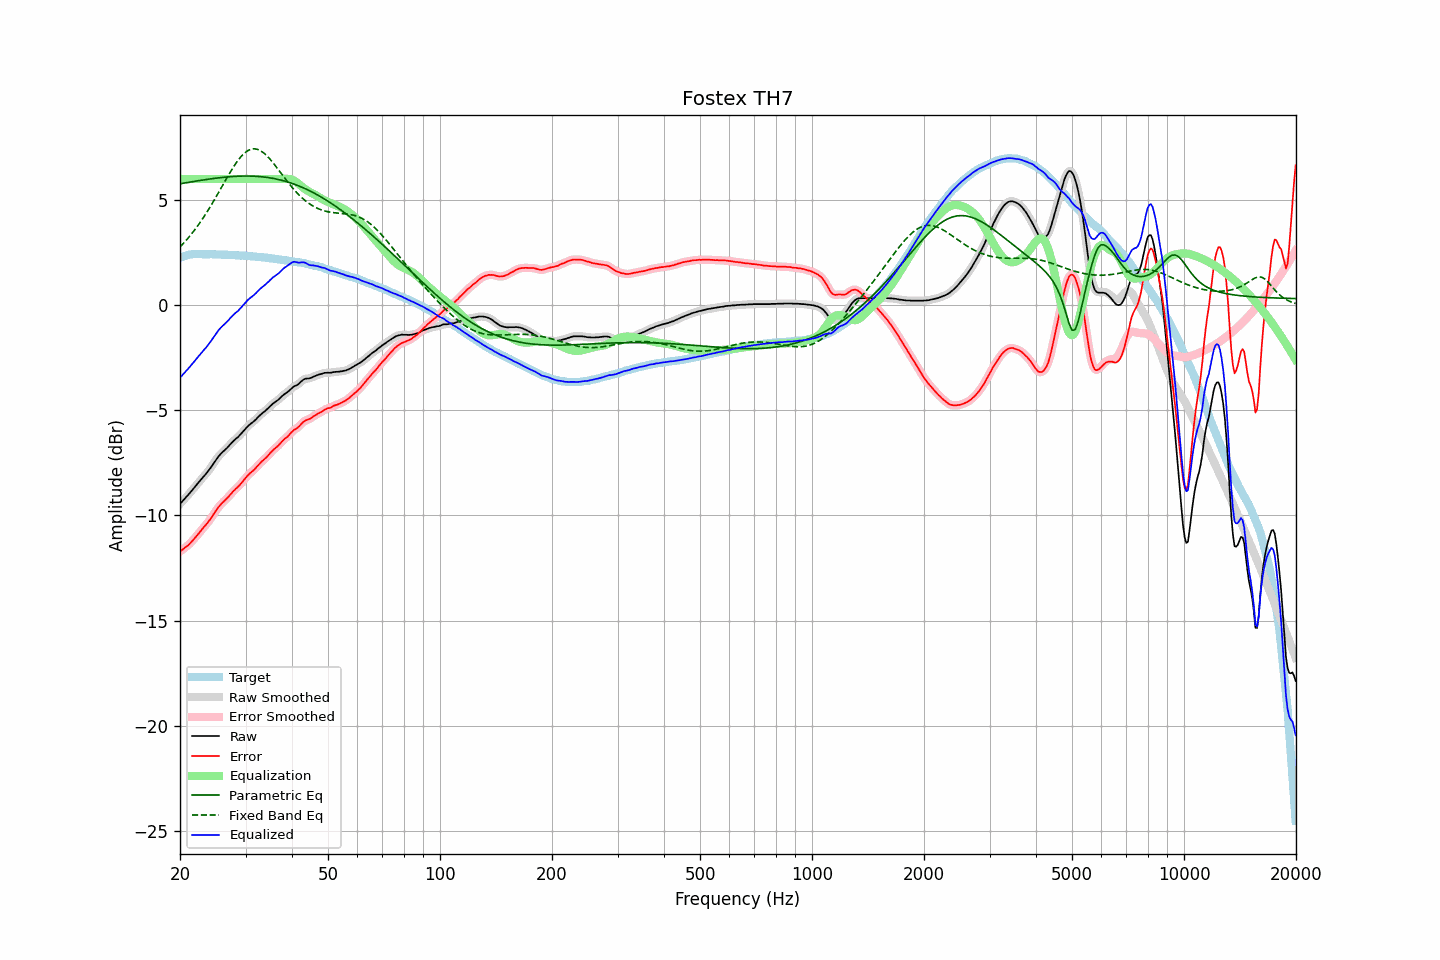 Fostex TH7
Amplitude (dBr)
5
0
−5
−10
−15
−20
−25
Target
Raw Smoothed
Error Smoothed
Raw
Error
Equalization
Parametric Eq
Fixed Band Eq
Equalized
20 50 100 200 500 1000 2000 5000 10000 20000
Frequency (Hz)